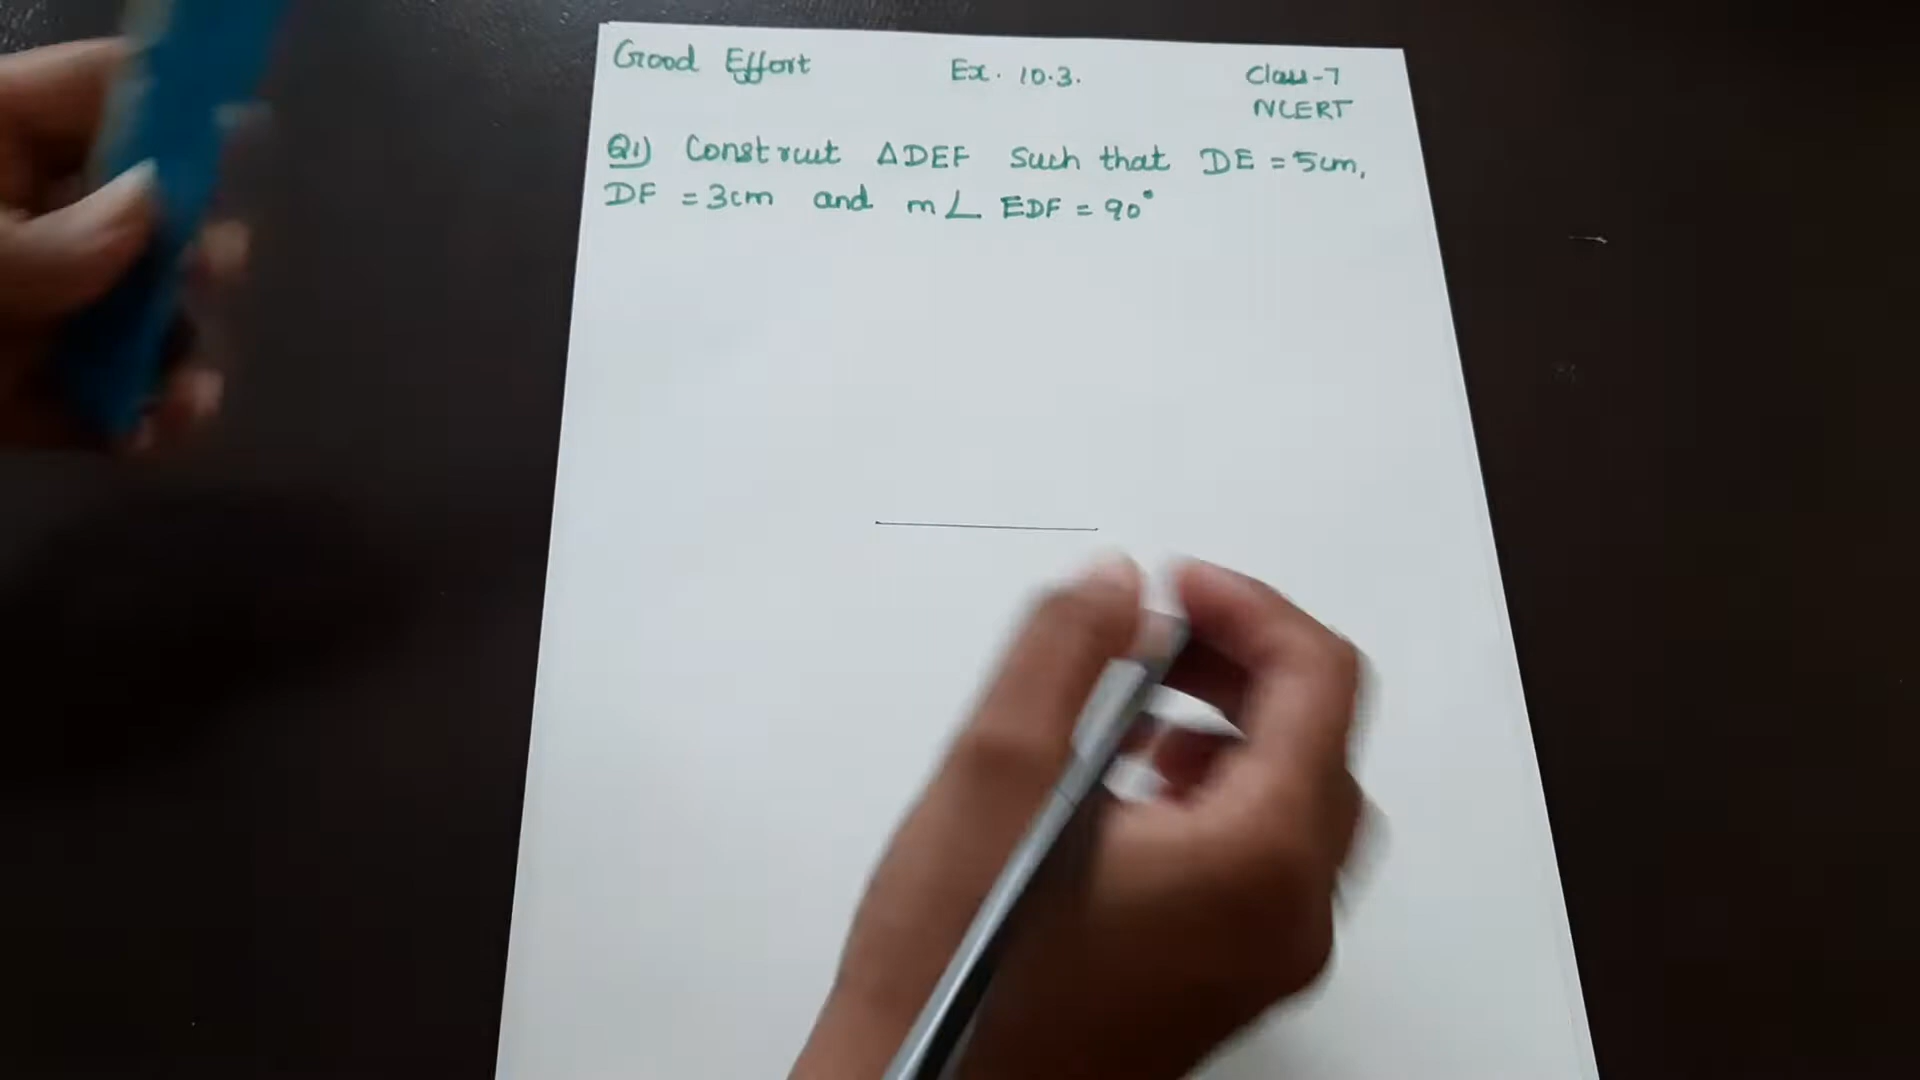 Good Effort Ex. 10.3. Class-7
NCERT
Q1) Construct ΔDEF Such that DE = 5cm,
DF = 3cm and m∠ EDF = 90°